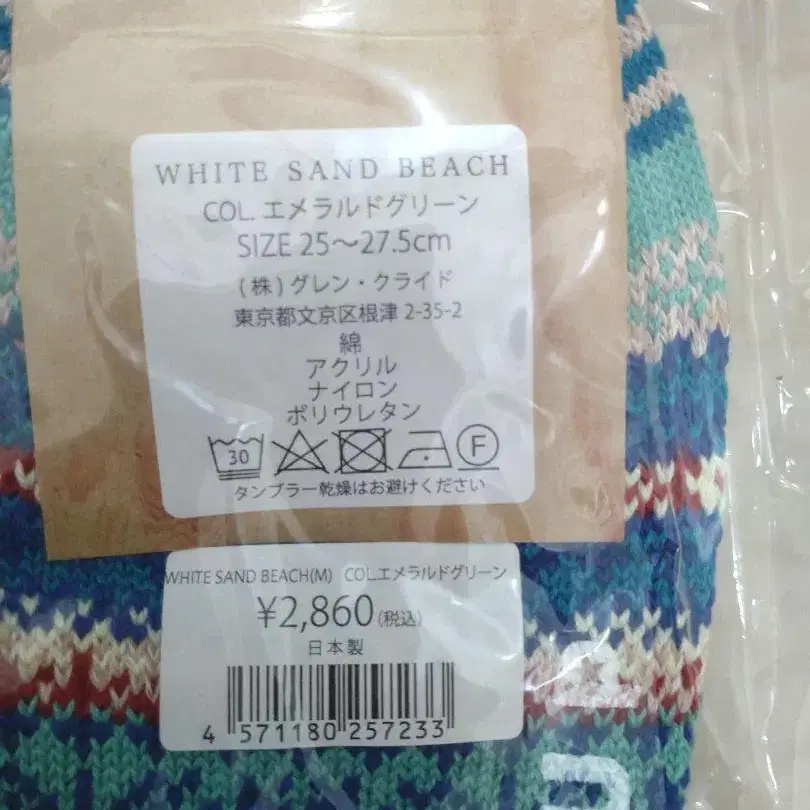 WHITE SAND BEACH
COL. エメラルドグリーン
SIZE 25〜27.5cm
(株)グレン・クライド
東京都文京区根津 2-35-2
綿
アクリル
ナイロン
ポリウレタン
30
F
タンブラー乾燥はお避けください
WHITE SAND BEACH(M) COL.エメラルドグリーン
¥2,860(税込)
日本製
4 571180 257233